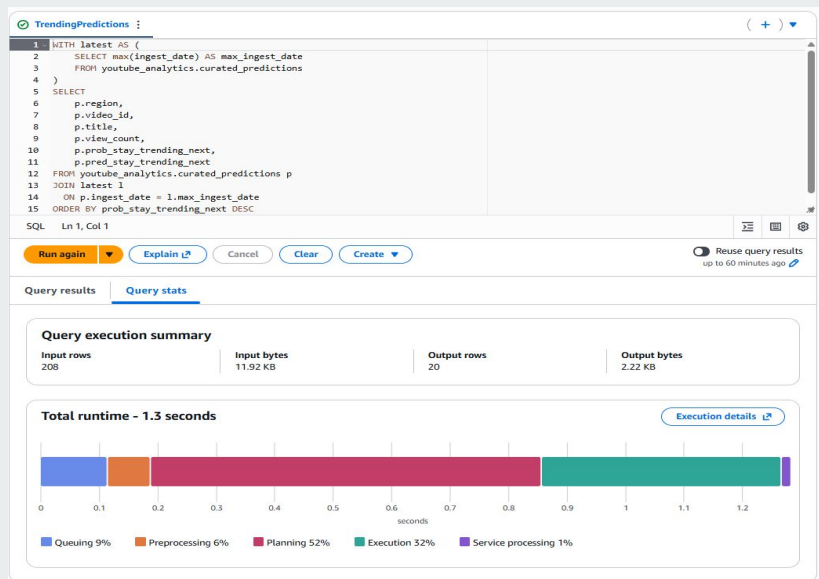 TrendingPredictions
1 WITH latest AS (
2 SELECT max(ingest_date) AS max_ingest_date
3 FROM youtube_analytics.curated_predictions
4 )
5 SELECT
6 p.region,
7 p.video_id,
8 p.title,
9 p.view_count,
10 p.prob_stay_trending_next,
11 p.pred_stay_trending_next
12 FROM youtube_analytics.curated_predictions p
13 JOIN latest l
14 ON p.ingest_date = l.max_ingest_date
15 ORDER BY prob_stay_trending_next DESC
SQL Ln 1, Col 1
Run again Explain Cancel Clear Create Reuse query results
up to 60 minutes ago
Query results Query stats
Query execution summary
Input rows Input bytes Output rows Output bytes
208 11.92 KB 20 2.22 KB
Total runtime - 1.3 seconds Execution details
0 0.1 0.2 0.3 0.4 0.5 0.6 0.7 0.8 0.9 1 1.1 1.2
seconds
Queuing 9% Preprocessing 6% Planning 52% Execution 32% Service processing 1%